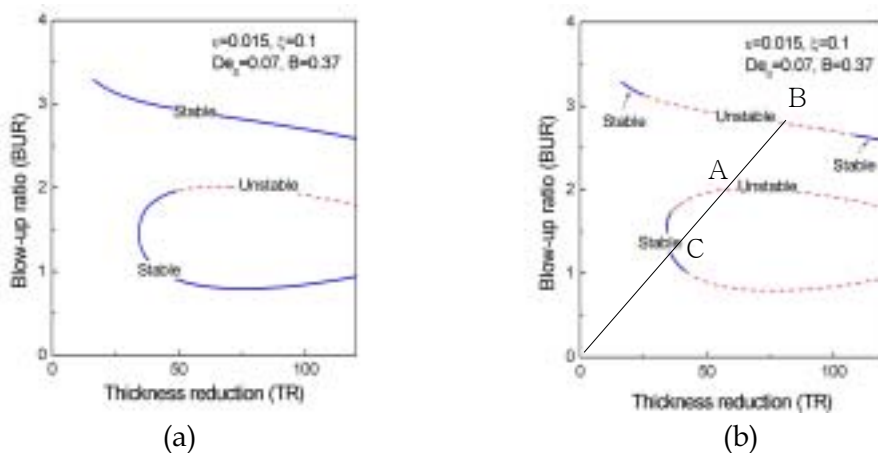 4
3
2
1
0
Blow-up ratio (BUR)
ε=0.015, ξ=0.1
De₀=0.07, B=0.37
Stable
Unstable
Stable
0
50
100
Thickness reduction (TR)
(a)
4
3
2
1
0
Blow-up ratio (BUR)
ε=0.015, ξ=0.1
De₀=0.07, B=0.37
B
Unstable
Stable
Stable
A
Unstable
Stable
C
0
50
100
Thickness reduction (TR)
(b)